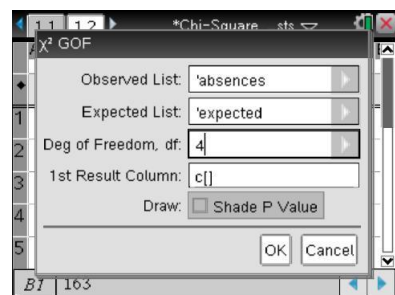 1.1 1.2 *Chi-Square sts
χ² GOF
Observed List: 'absences
Expected List: 'expected
Deg of Freedom, df: 4
1st Result Column: c[]
Draw: Shade P Value
OK Cancel
1
2
3
4
5
B1 163